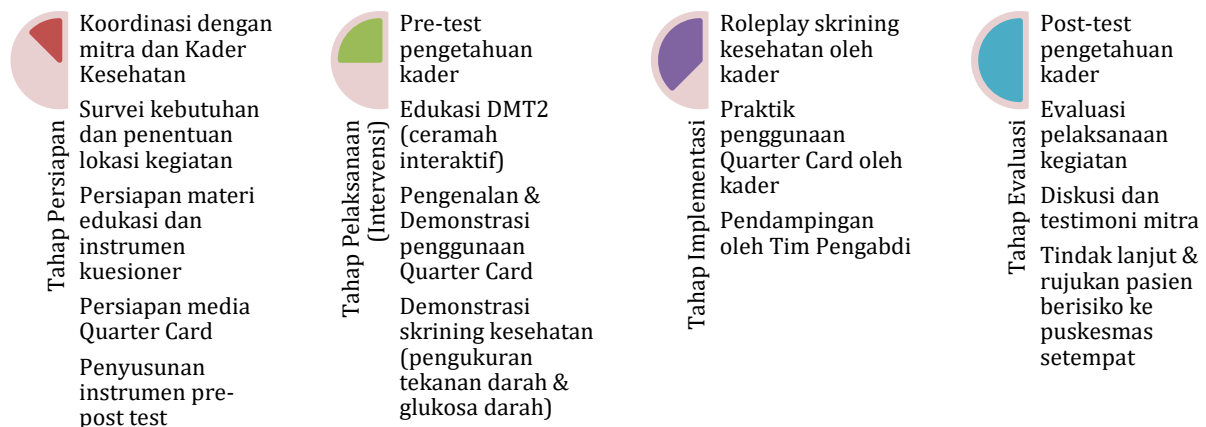 Tahap Persiapan
Koordinasi dengan
mitra dan Kader
Kesehatan
Survei kebutuhan
dan penentuan
lokasi kegiatan
Persiapan materi
edukasi dan
instrumen
kuesioner
Persiapan media
Quarter Card
Penyusunan
instrumen pre-
post test
Tahap Pelaksanaan
(Intervensi)
Pre-test
pengetahuan
kader
Edukasi DMT2
(ceramah
interaktif)
Pengenalan &
Demonstrasi
penggunaan
Quarter Card
Demonstrasi
skrining kesehatan
(pengukuran
tekanan darah &
glukosa darah)
Tahap Implementasi
Roleplay skrining
kesehatan oleh
kader
Praktik
penggunaan
Quarter Card oleh
kader
Pendampingan
oleh Tim Pengabdi
Tahap Evaluasi
Post-test
pengetahuan
kader
Evaluasi
pelaksanaan
kegiatan
Diskusi dan
testimoni mitra
Tindak lanjut &
rujukan pasien
berisiko ke
puskesmas
setempat